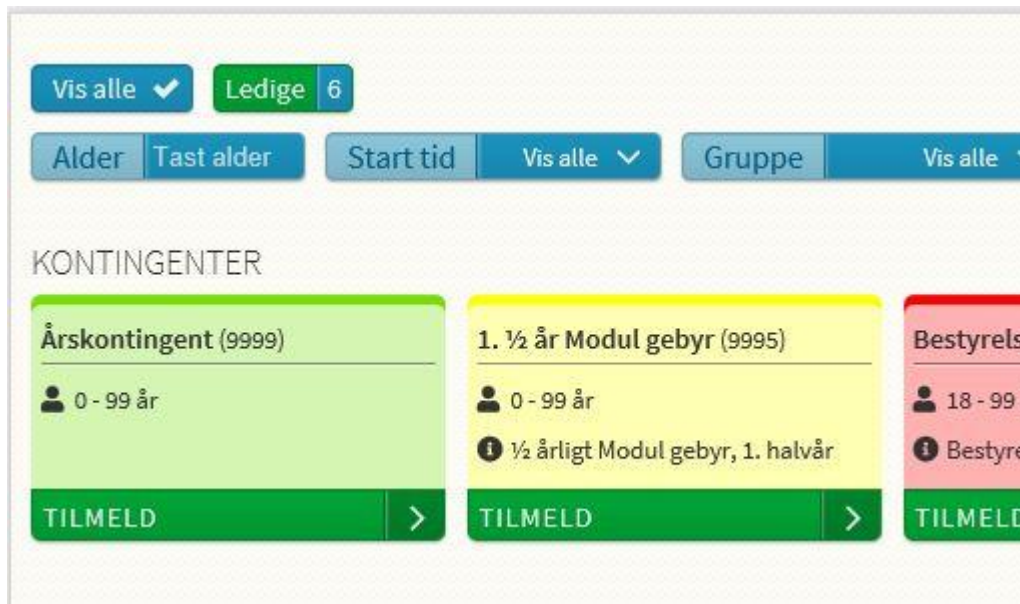 Vis alle Ledige 6
Alder Tast alder Start tid Vis alle Gruppe Vis alle
KONTINGENTER
Årskontingent (9999) 1. ½ år Modul gebyr (9995) Bestyrels
0 - 99 år 0 - 99 år 18 - 99
½ årligt Modul gebyr, 1. halvår Bestyre
TILMELD TILMELD TILMELD